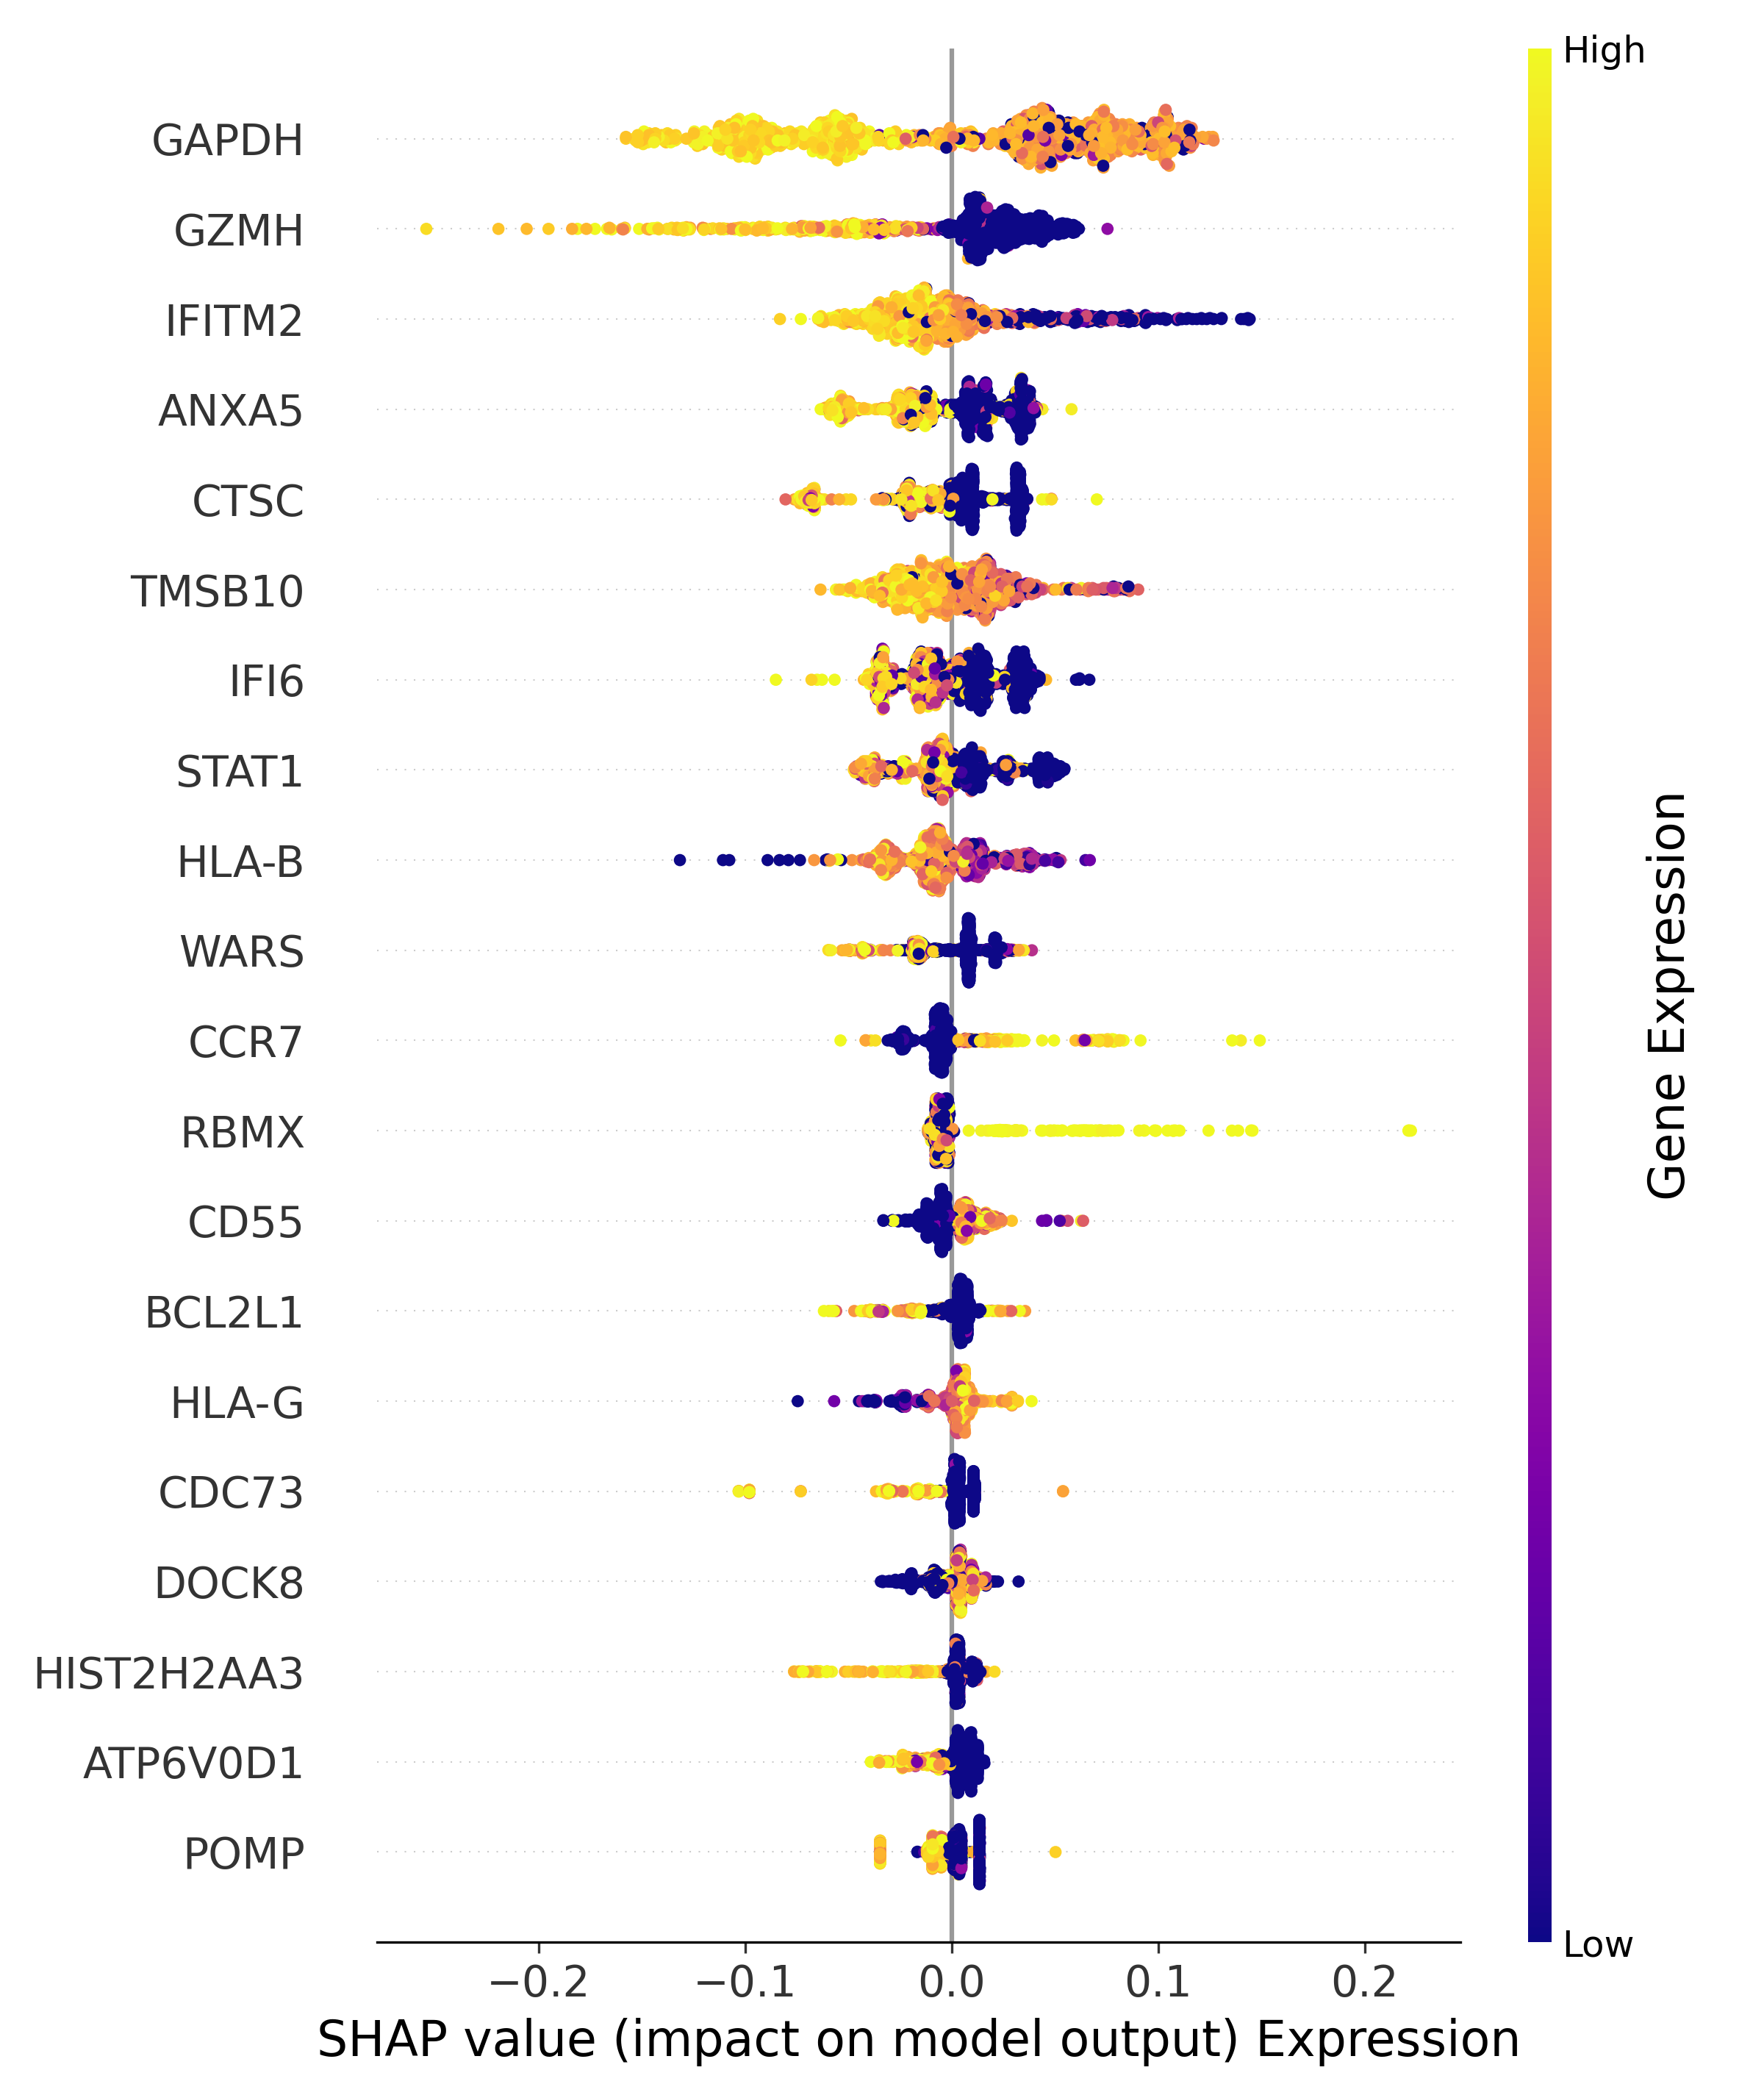 High
GAPDH
GZMH
IFITM2
ANXA5
CTSC
TMSB10
IFI6
STAT1
HLA-B
WARS
CCR7
RBMX
CD55
BCL2L1
HLA-G
CDC73
DOCK8
HIST2H2AA3
ATP6V0D1
POMP
Gene Expression
Low
−0.2 −0.1 0.0 0.1 0.2
SHAP value (impact on model output) Expression